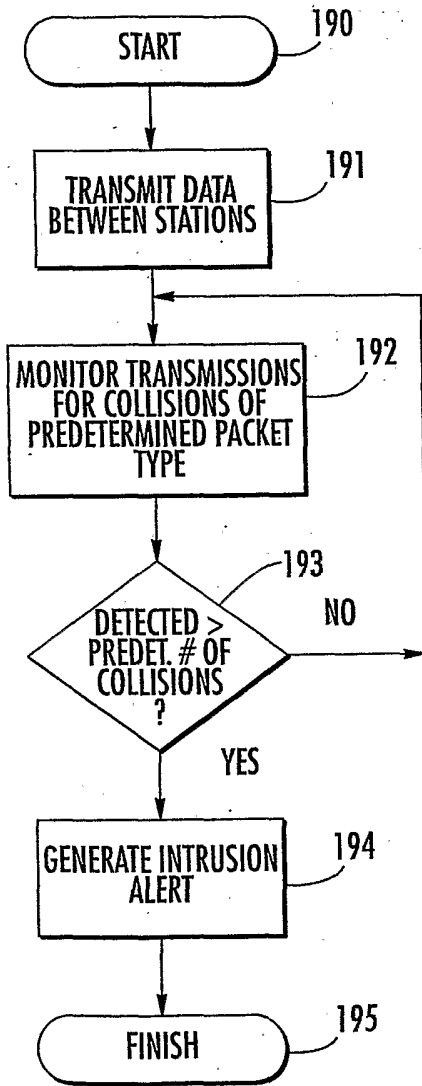 START
190
TRANSMIT DATA
BETWEEN STATIONS
191
MONITOR TRANSMISSIONS
FOR COLLISIONS OF
PREDETERMINED PACKET
TYPE
192
DETECTED >
PREDET. # OF
COLLISIONS
?
193
NO
YES
GENERATE INTRUSION
ALERT
194
FINISH
195